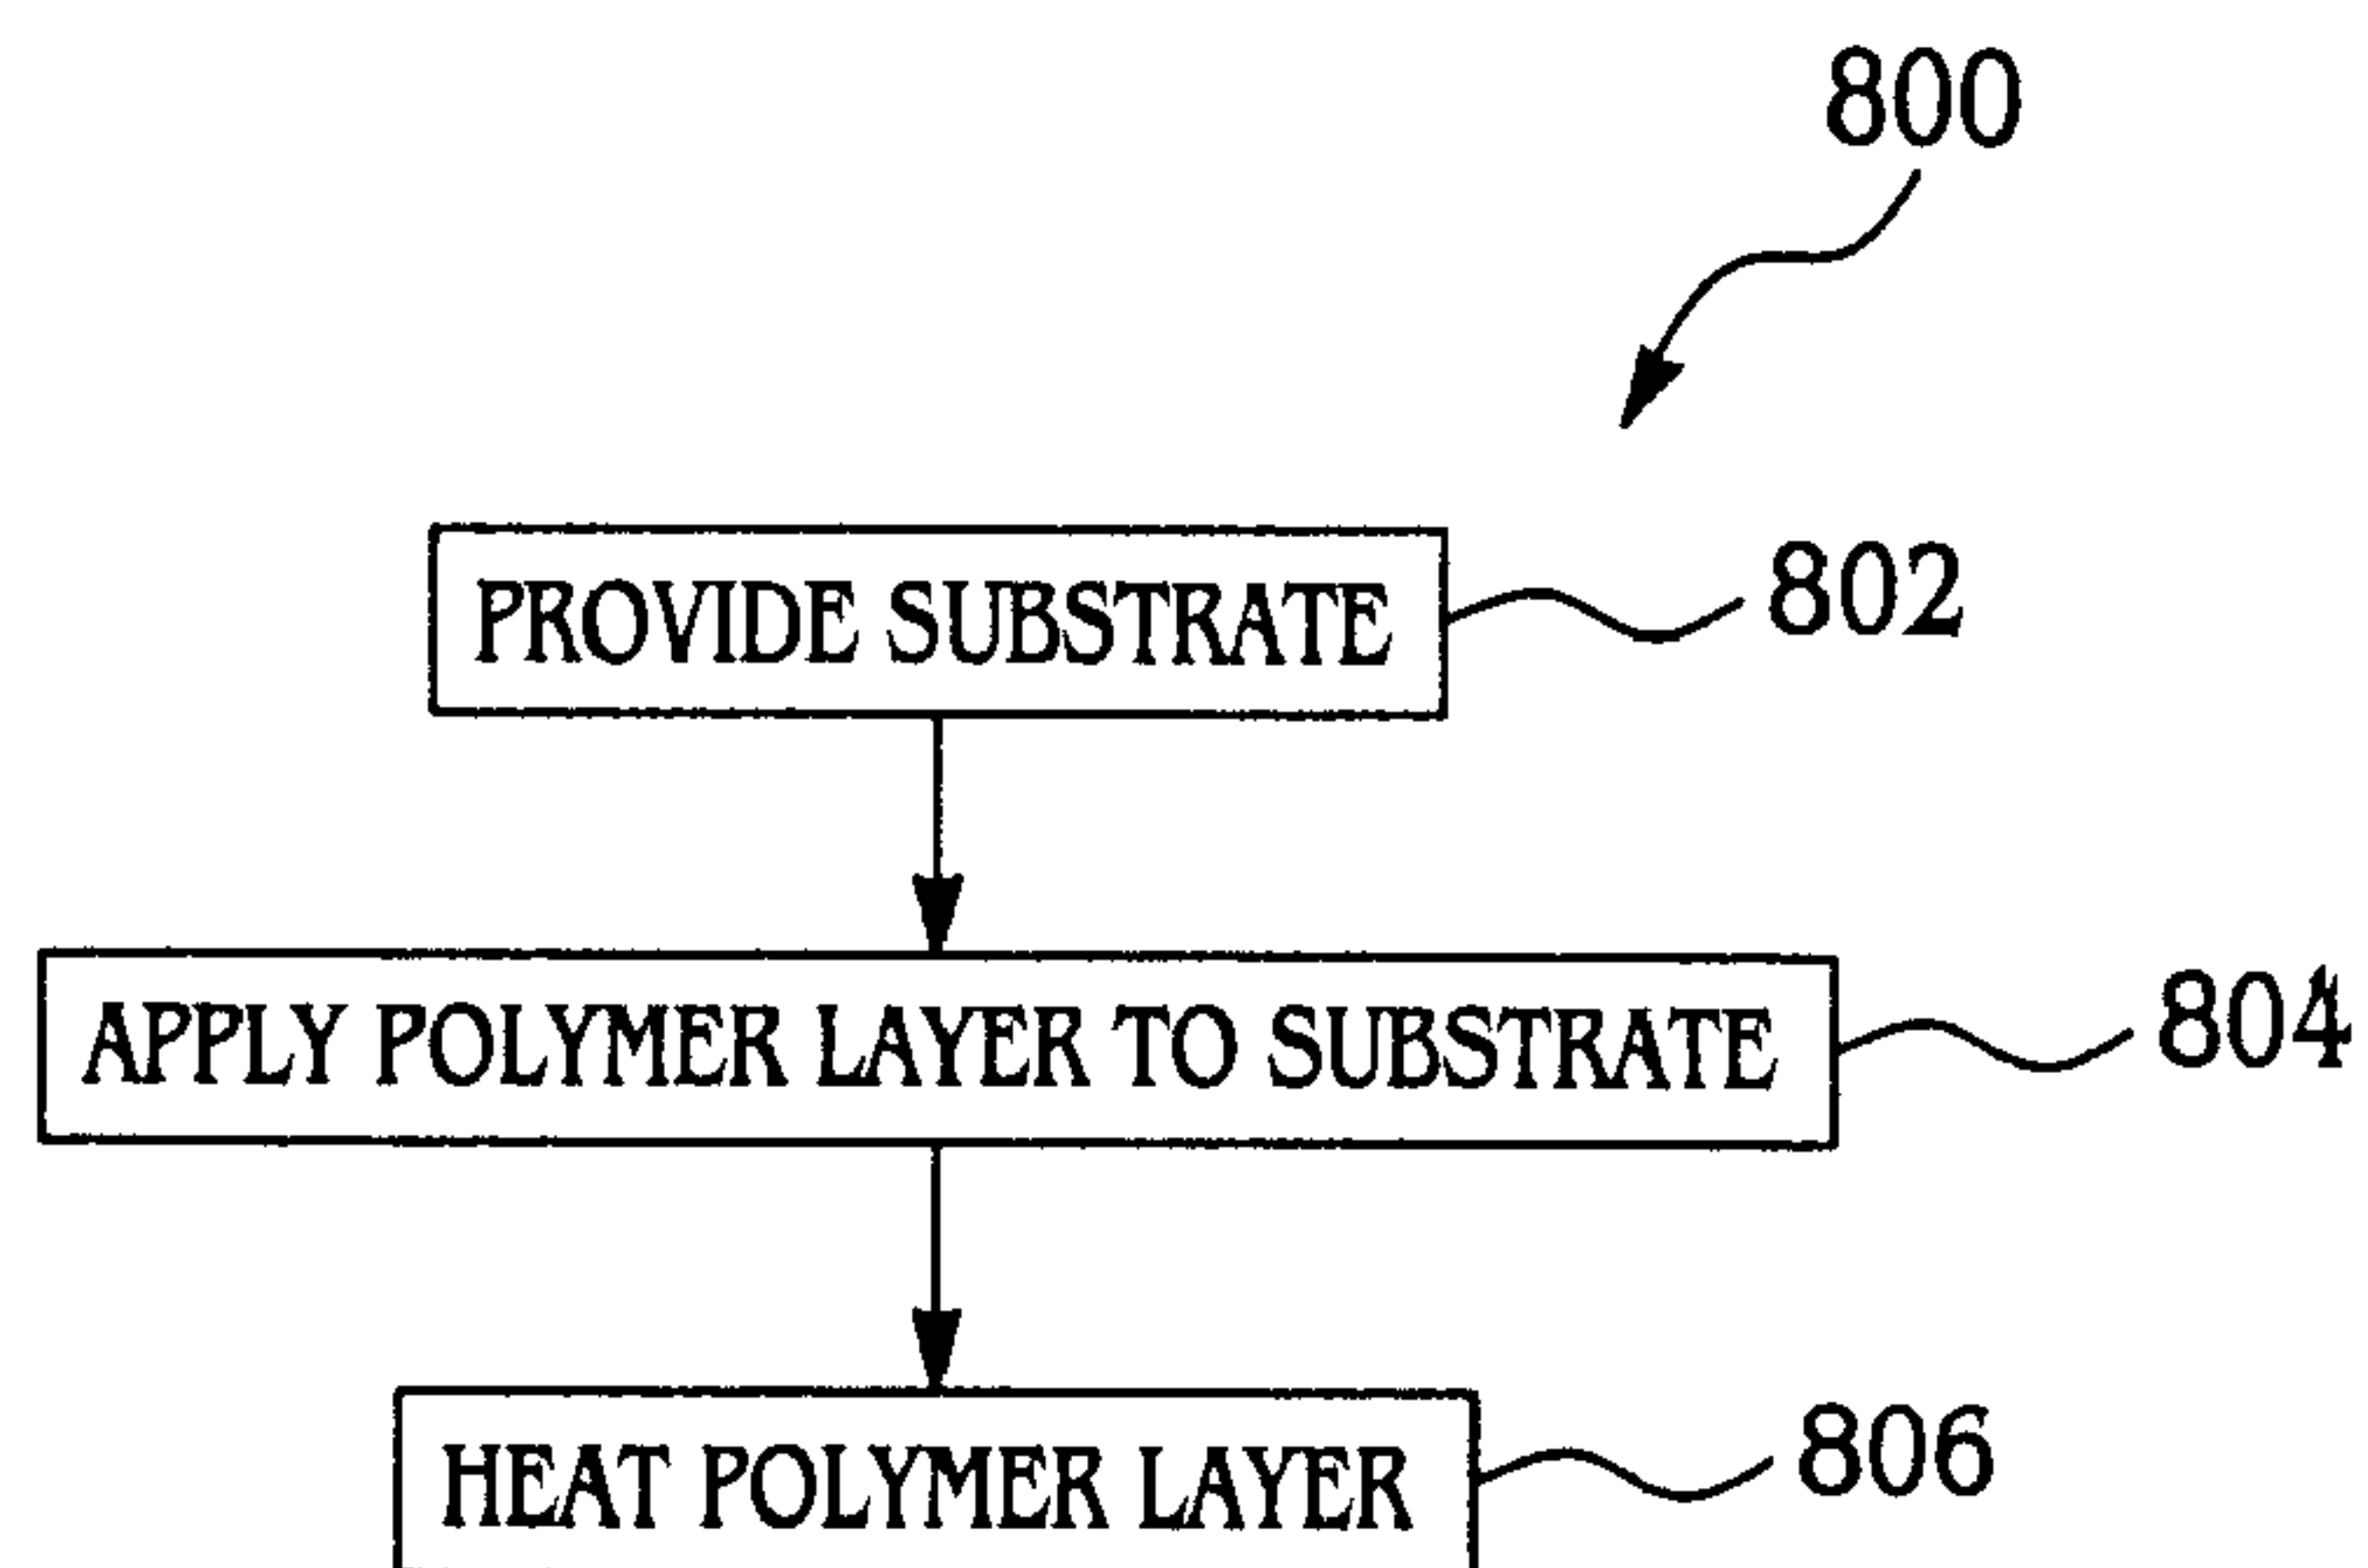 800
PROVIDE SUBSTRATE
802
APPLY POLYMER LAYER TO SUBSTRATE
804
HEAT POLYMER LAYER
806